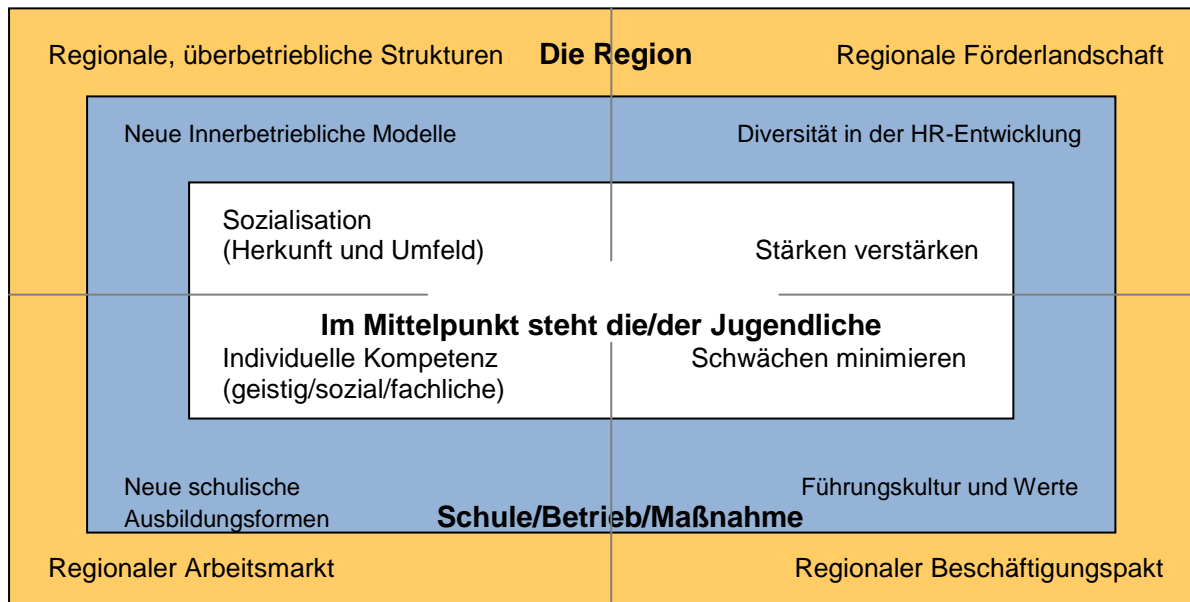 Regionale, überbetriebliche Strukturen Die Region Regionale Förderlandschaft
Neue Innerbetriebliche Modelle Diversität in der HR-Entwicklung
Sozialisation
(Herkunft und Umfeld) Stärken verstärken
Im Mittelpunkt steht die/der Jugendliche
Individuelle Kompetenz Schwächen minimieren
(geistig/sozial/fachliche)
Neue schulische Führungskultur und Werte
Ausbildungsformen Schule/Betrieb/Maßnahme
Regionaler Arbeitsmarkt Regionaler Beschäftigungspakt